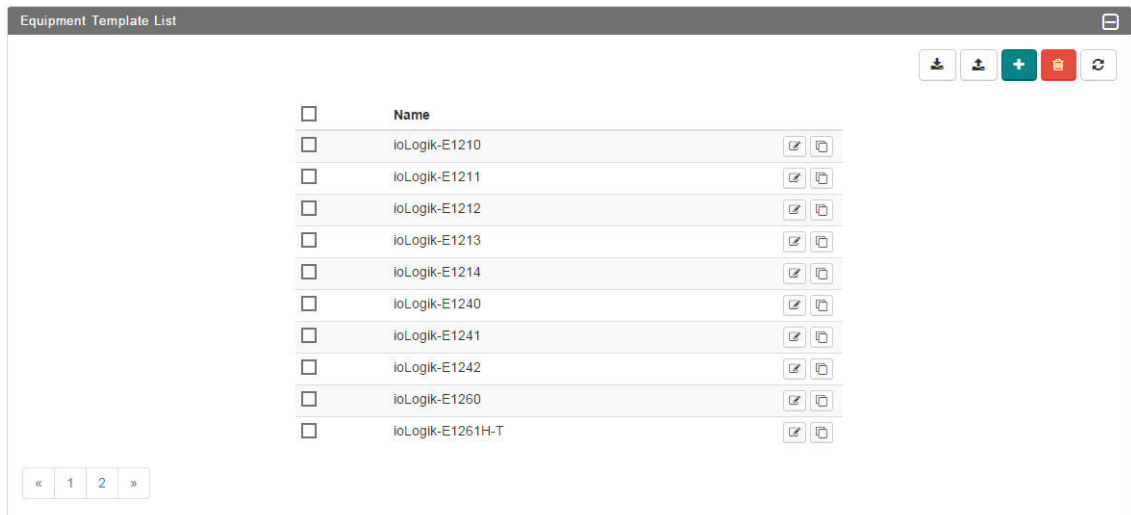 Equipment Template List
Name
ioLogik-E1210
ioLogik-E1211
ioLogik-E1212
ioLogik-E1213
ioLogik-E1214
ioLogik-E1240
ioLogik-E1241
ioLogik-E1242
ioLogik-E1260
ioLogik-E1261H-T
« 1 2 »